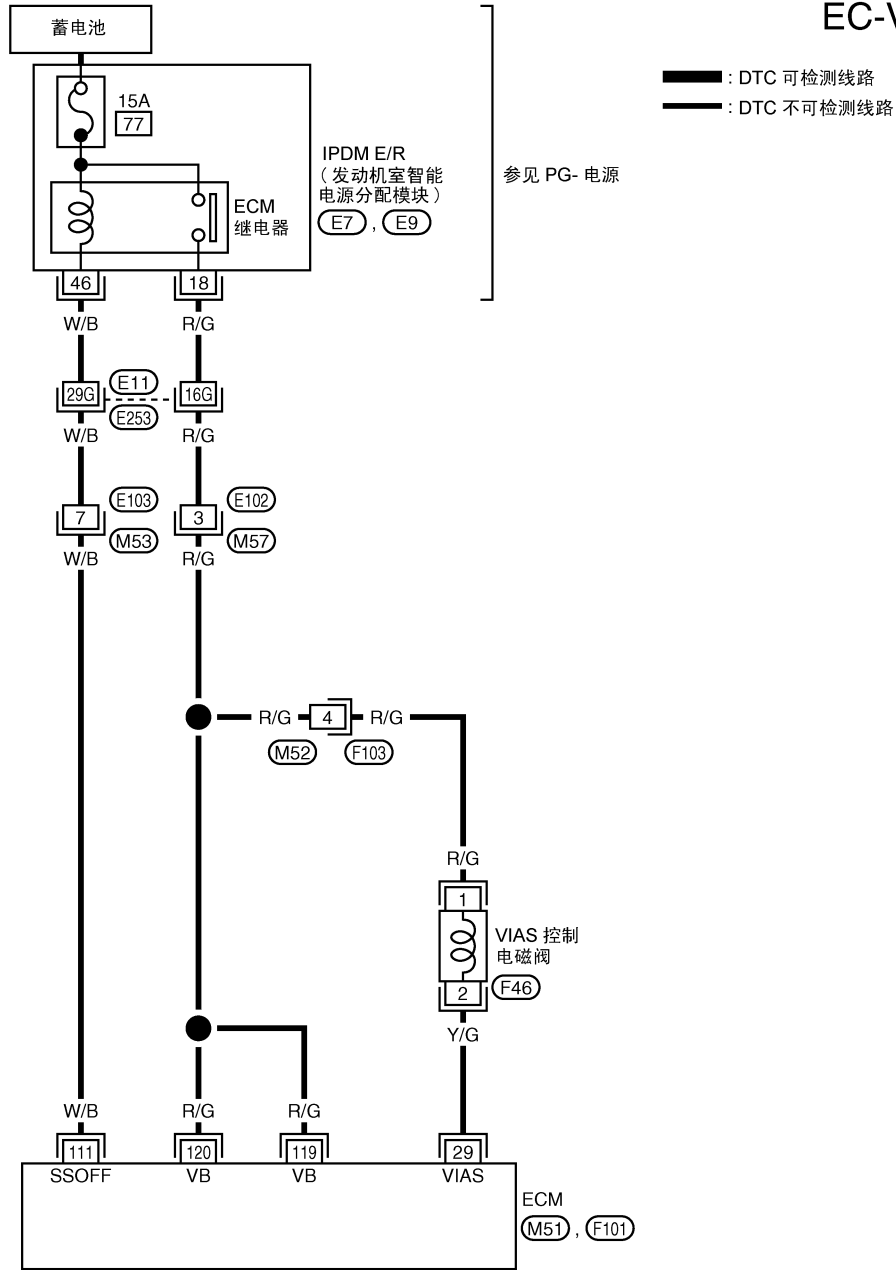 蓄电池
EC-V
: DTC 可检测线路
: DTC 不可检测线路
15A
77
IPDM E/R
（发动机室智能
电源分配模块）
E7 , E9
参见 PG- 电源
ECM
继电器
46 18
W/B R/G
29G E11 16G
E253
W/B R/G
7 E103 3 E102
M53 M57
W/B R/G
R/G 4 R/G
M52 F103
R/G
1
VIAS 控制
电磁阀
2 F46
Y/G
W/B R/G R/G
111 120 119 29
SSOFF VB VB VIAS
ECM
M51 , F101